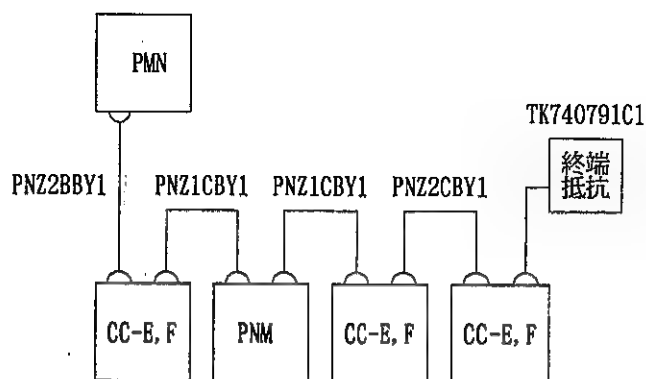 PMN
TK740791C1
終端
抵抗
PNZ2BBY1
PNZ1CBY1
PNZ1CBY1
PNZ2CBY1
CC-E, F
PNM
CC-E, F
CC-E, F